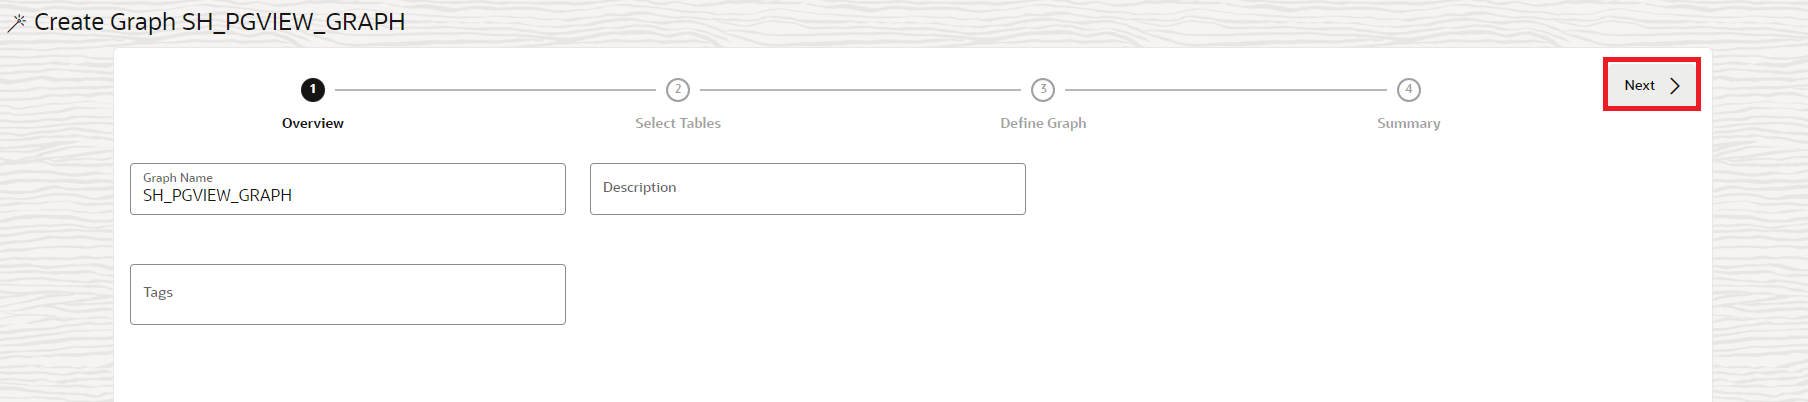 Create Graph SH_PGVIEW_GRAPH
1
2
3
4
Next
Overview
Select Tables
Define Graph
Summary
Graph Name
SH_PGVIEW_GRAPH
Description
Tags